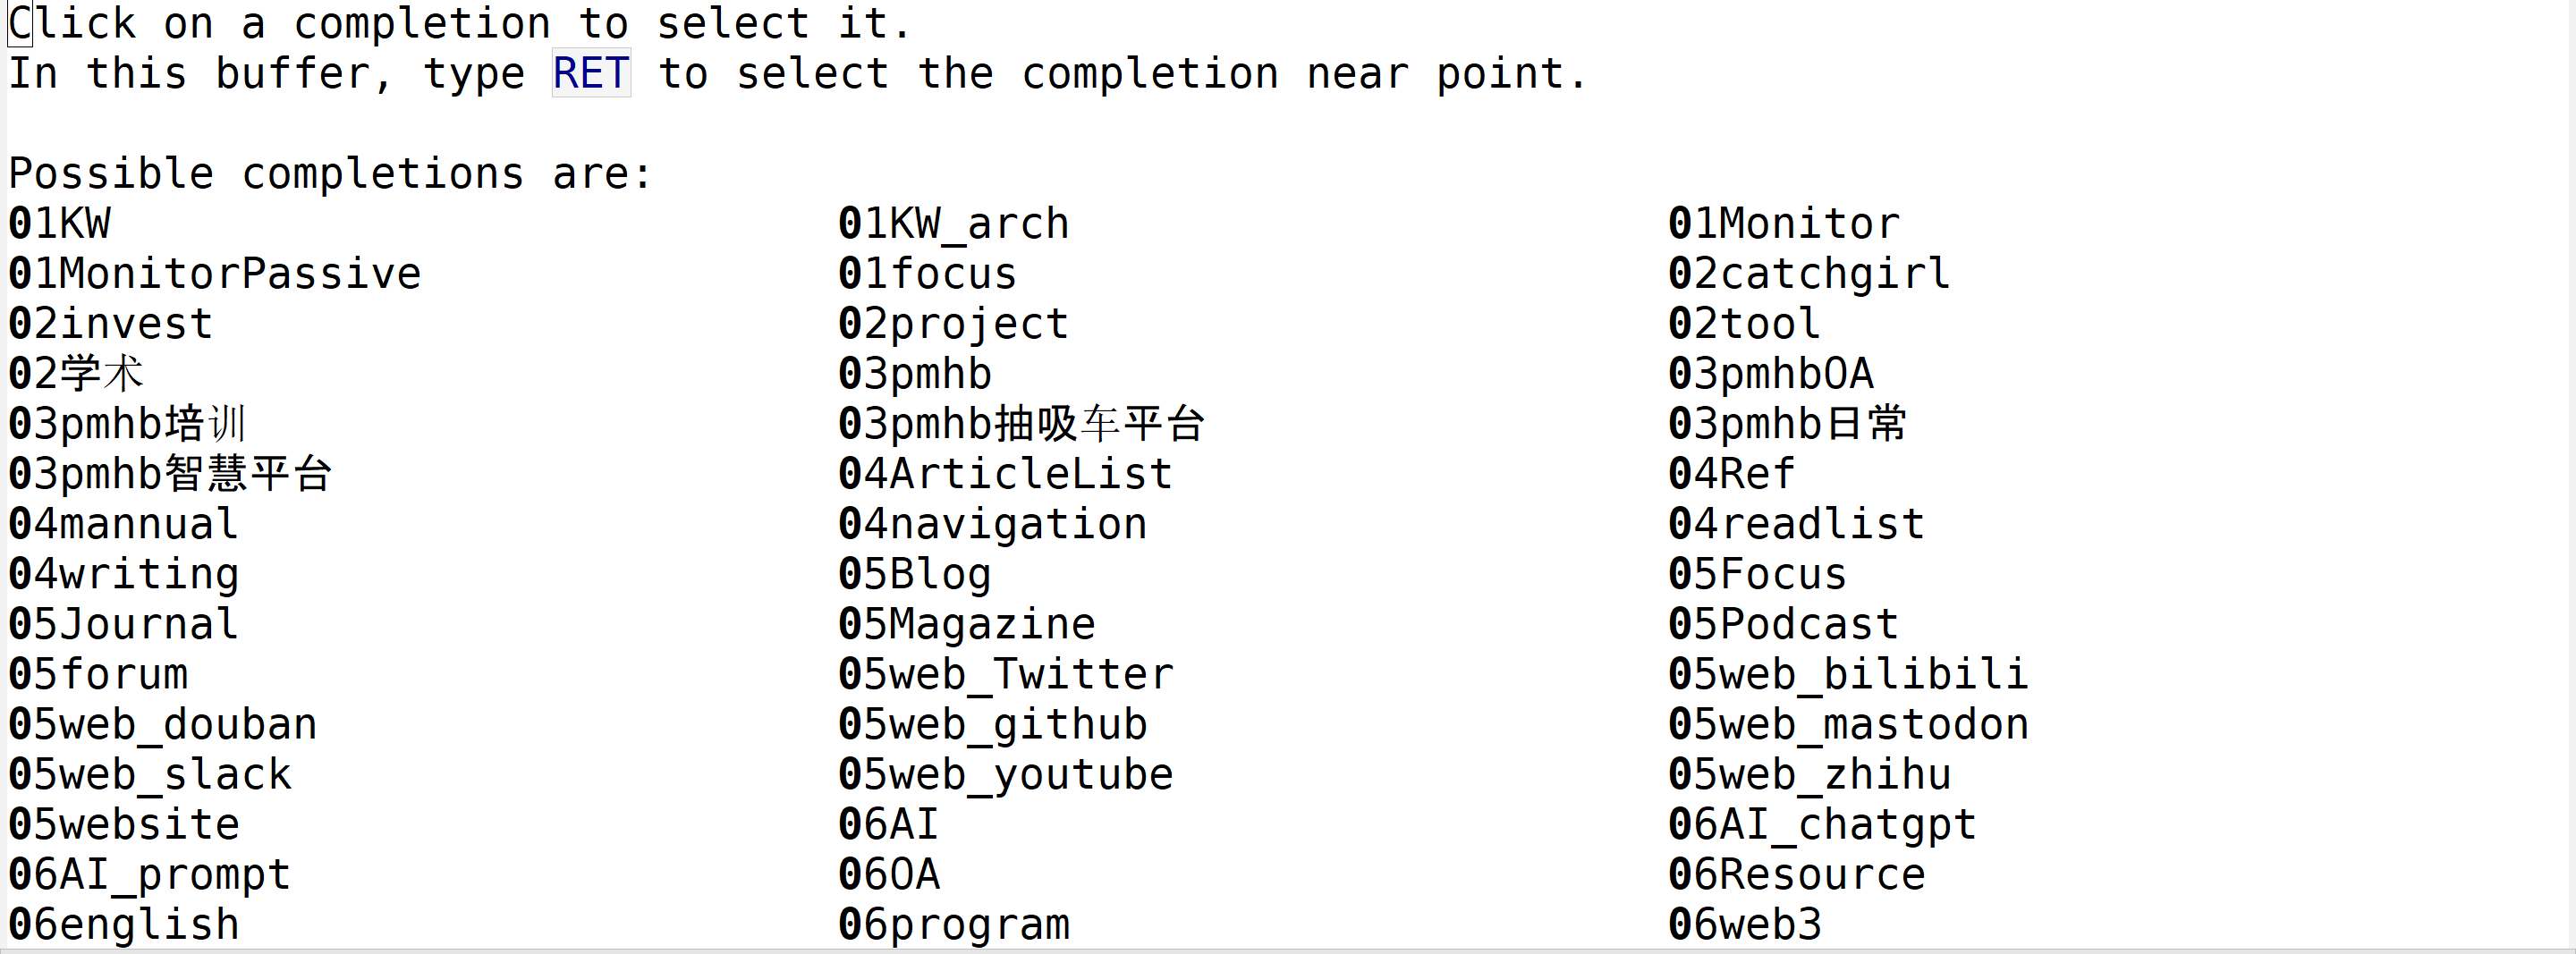 Click on a completion to select it.
In this buffer, type RET to select the completion near point.
Possible completions are:
01KW 01KW_arch 01Monitor
01MonitorPassive 01focus 02catchgirl
02invest 02project 02tool
02学术 03pmhb 03pmhbOA
03pmhb培训 03pmhb抽吸车平台 03pmhb日常
03pmhb智慧平台 04ArticleList 04Ref
04mannual 04navigation 04readlist
04writing 05Blog 05Focus
05Journal 05Magazine 05Podcast
05forum 05web_Twitter 05web_bilibili
05web_douban 05web_github 05web_mastodon
05web_slack 05web_youtube 05web_zhihu
05website 06AI 06AI_chatgpt
06AI_prompt 06OA 06Resource
06english 06program 06web3